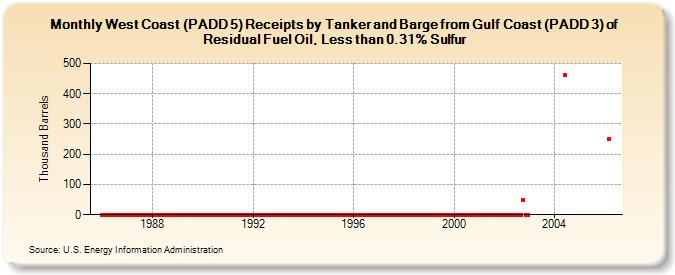 Monthly West Coast (PADD 5) Receipts by Tanker and Barge from Gulf Coast (PADD 3) of
Residual Fuel Oil, Less than 0.31% Sulfur
Thousand Barrels
500
400
300
200
100
0
1988 1992 1996 2000 2004
Source: U.S. Energy Information Administration